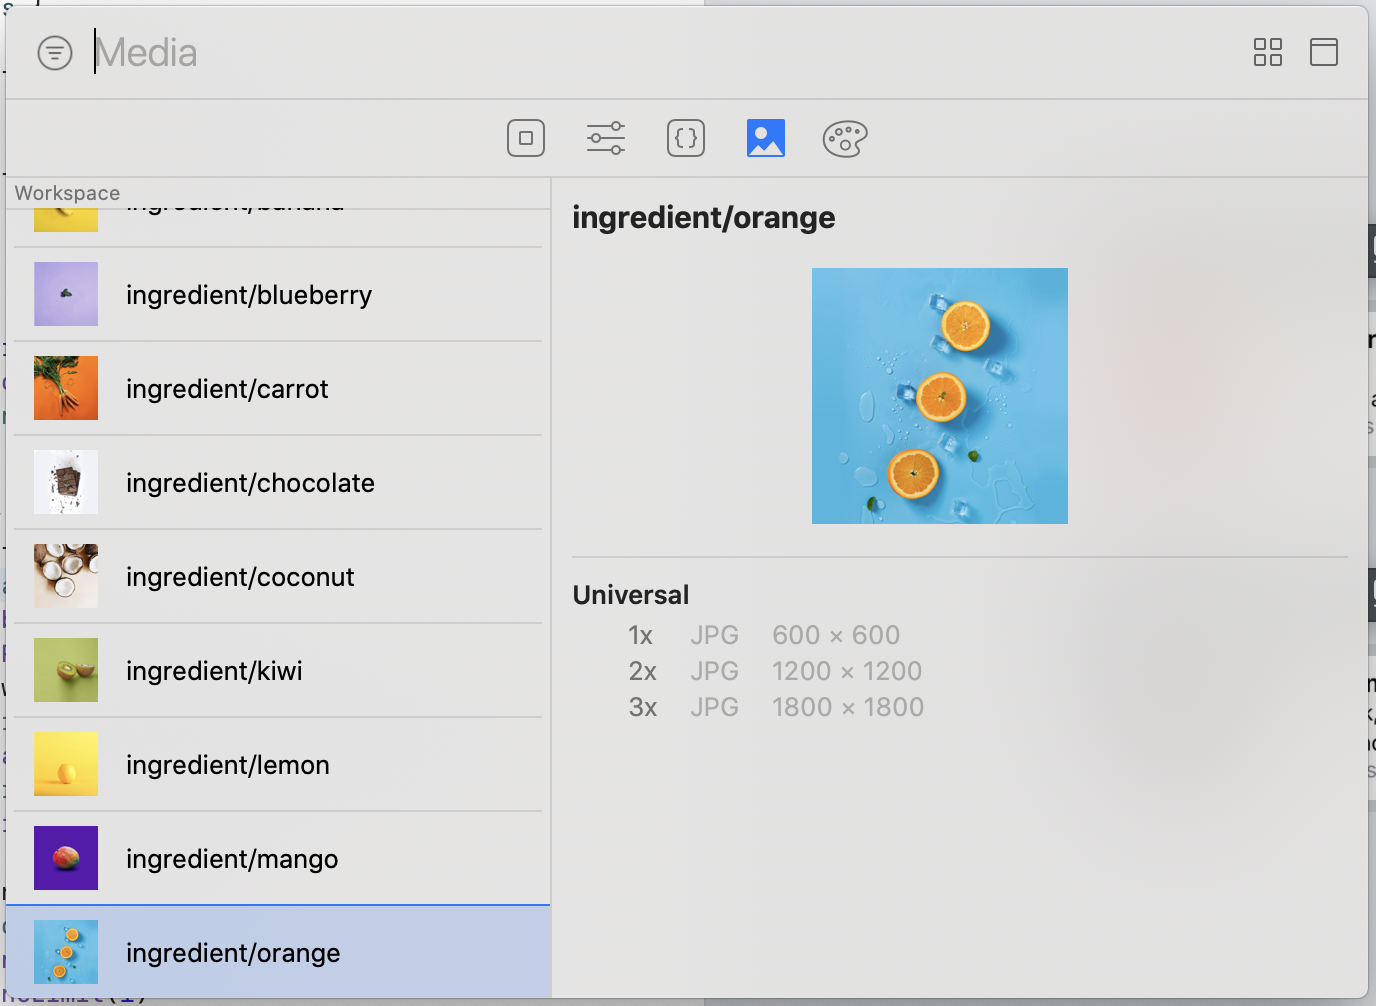 Media
Workspace
ingredient/banana
ingredient/blueberry
ingredient/carrot
ingredient/chocolate
ingredient/coconut
ingredient/kiwi
ingredient/lemon
ingredient/mango
ingredient/orange
ingredient/orange
Universal
1x JPG 600 × 600
2x JPG 1200 × 1200
3x JPG 1800 × 1800